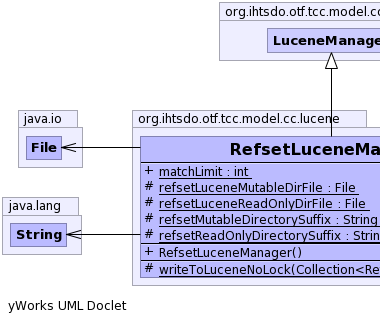 org.ihtsdo.otf.tcc.model.cc
LuceneManage
java.io
File
org.ihtsdo.otf.tcc.model.cc.lucene
RefsetLuceneMa
+ matchLimit : int
# refsetLuceneMutableDirFile : File
# refsetLuceneReadOnlyDirFile : File
# refsetMutableDirectorySuffix : String
# refsetReadOnlyDirectorySuffix : Strin
+ RefsetLuceneManager()
# writeToLuceneNoLock(Collection<Re
java.lang
String
yWorks UML Doclet